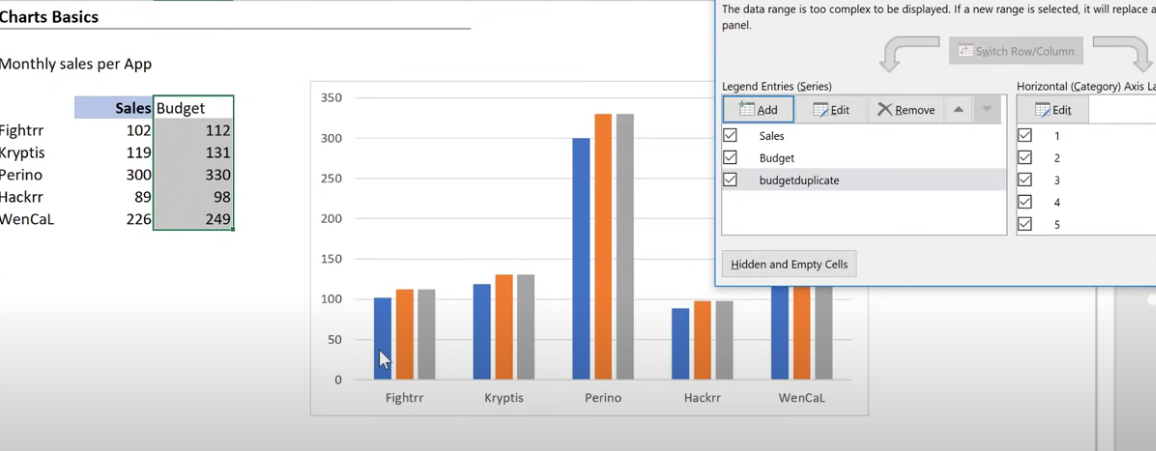 Charts Basics
Monthly sales per App
Sales Budget
Fightrr 102 112
Kryptis 119 131
Perino 300 330
Hackrr 89 98
WenCaL 226 249
350
300
250
200
150
100
50
0
Fightrr Kryptis Perino Hackrr WenCaL
The data range is too complex to be displayed. If a new range is selected, it will replace a
panel.
Switch Row/Column
Legend Entries (Series)
Add Edit Remove
Sales
Budget
budgetduplicate
Hidden and Empty Cells
Horizontal (Category) Axis La
Edit
1
2
3
4
5